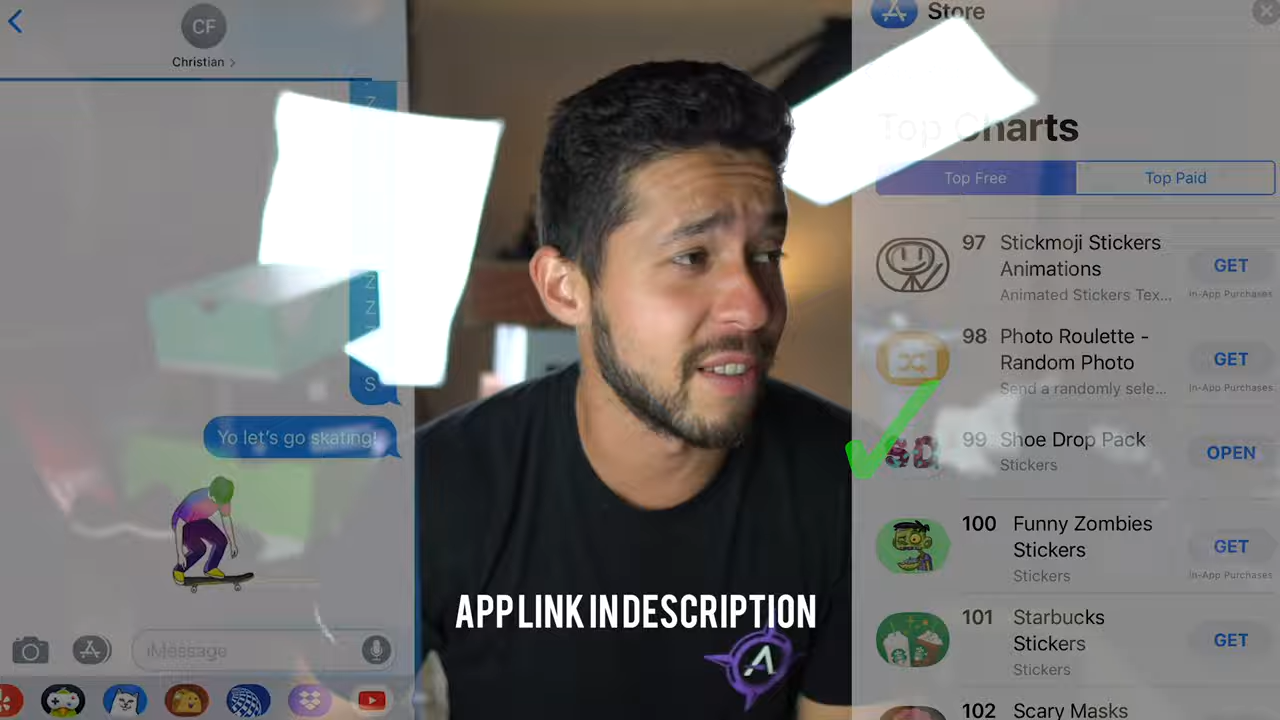 CF
Christian >
Z
Z
Z
S
Yo let's go skating!
iMessage
Store
Top Charts
Top Free
Top Paid
97
Stickmoji Stickers
Animations
Animated Stickers Tex...
GET
In-App Purchases
98
Photo Roulette -
Random Photo
Send a randomly sele...
GET
In-App Purchases
99
Shoe Drop Pack
Stickers
OPEN
SD
100
Funny Zombies
Stickers
Stickers
GET
In-App Purchases
101
Starbucks
Stickers
Stickers
GET
102
Scary Masks
APP LINK IN DESCRIPTION
A